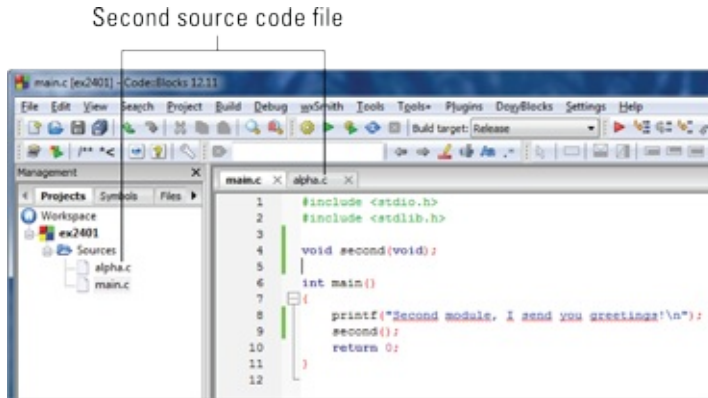 Second source code file
main.c [ex2401] - Code::Blocks 12.11
File Edit View Search Project Build Debug wxSmith Tools Tools+ Plugins DoxyBlocks Settings Help
Build target: Release
/** *<
Management
main.c alpha.c
Projects Symbols Files
Workspace
ex2401
Sources
alpha.c
main.c
1 #include <stdio.h>
2 #include <stdlib.h>
3
4 void second(void);
5
6 int main()
7 {
8 printf("Second module, I send you greetings!\n");
9 second();
10 return 0;
11 }
12